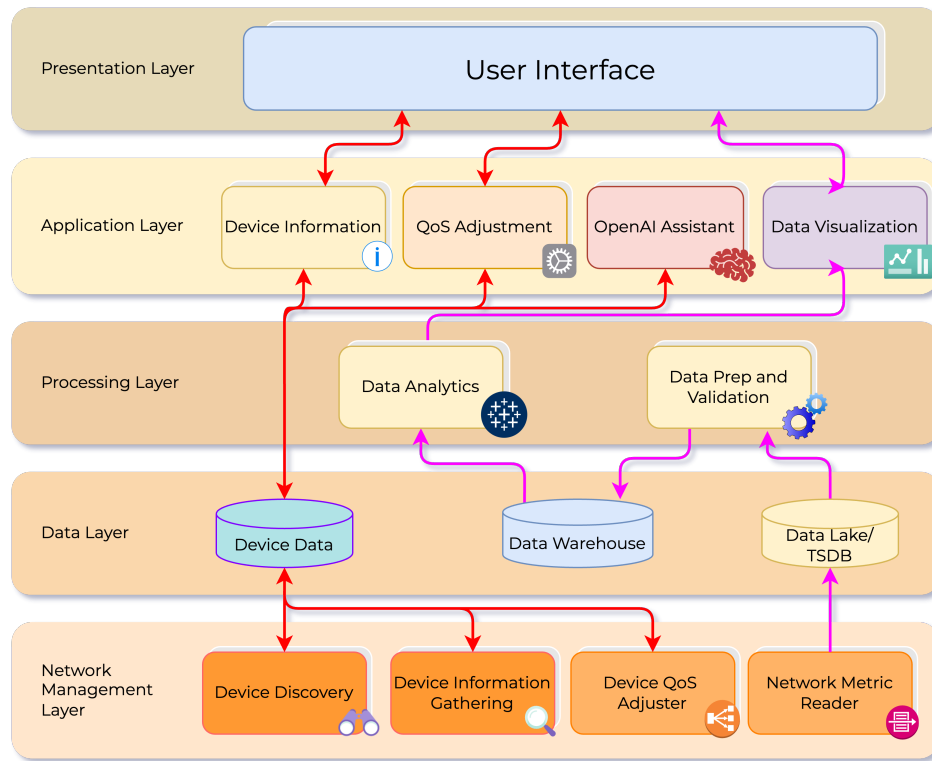 Presentation Layer
User Interface
Application Layer
Device Information
i
QoS Adjustment
OpenAI Assistant
Data Visualization
Processing Layer
Data Analytics
Data Prep and
Validation
Data Layer
Device Data
Data Warehouse
Data Lake/
TSDB
Network
Management
Layer
Device Discovery
Device Information
Gathering
Device QoS
Adjuster
Network Metric
Reader